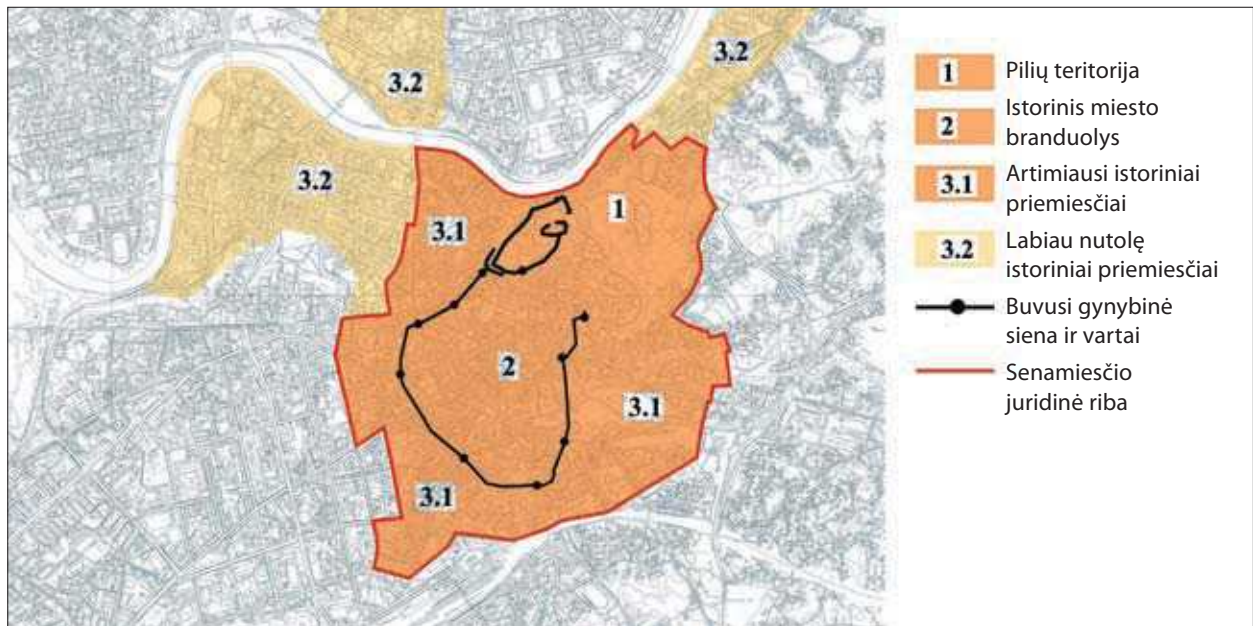 3.2
3.2
3.2
3.1
1
2
3.1
3.1
1 Pilių teritorija
2 Istorinis miesto
branduolys
3.1 Artimiausi istoriniai
priemiesčiai
3.2 Labiau nutolę
istoriniai priemiesčiai
Buvusi gynybinė
siena ir vartai
Senamiesčio
juridinė riba